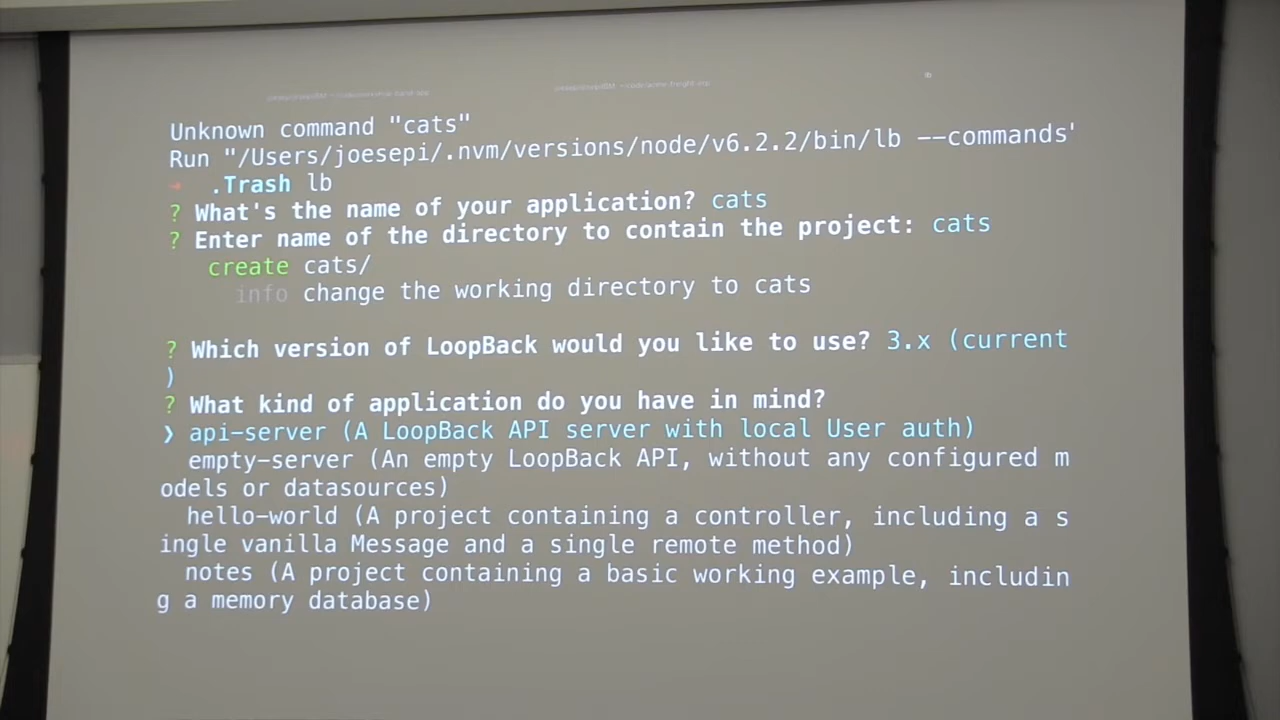 Unknown command "cats"
Run "/Users/joesepi/.nvm/versions/node/v6.2.2/bin/lb --commands"
→ .Trash lb
? What's the name of your application? cats
? Enter name of the directory to contain the project: cats
create cats/
info change the working directory to cats
? Which version of LoopBack would you like to use? 3.x (current
)
? What kind of application do you have in mind?
❯ api-server (A LoopBack API server with local User auth)
empty-server (An empty LoopBack API, without any configured m
odels or datasources)
hello-world (A project containing a controller, including a s
ingle vanilla Message and a single remote method)
notes (A project containing a basic working example, includin
g a memory database)